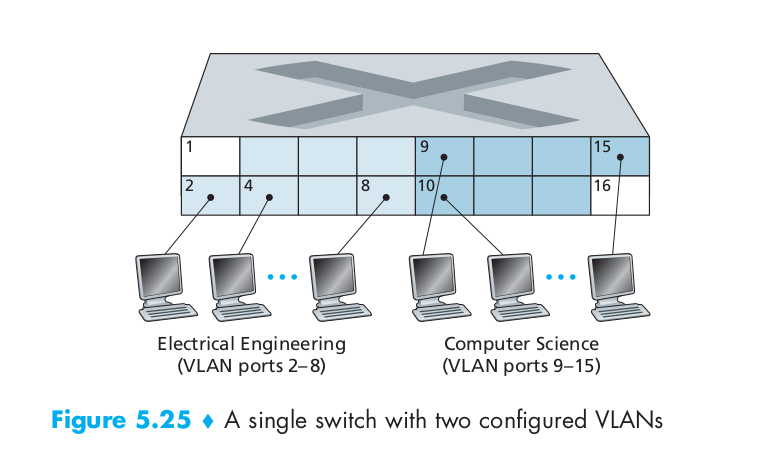 1 9 15
2 4 8 10 16
Electrical Engineering
(VLAN ports 2–8)
Computer Science
(VLAN ports 9–15)
Figure 5.25 ♦ A single switch with two configured VLANs